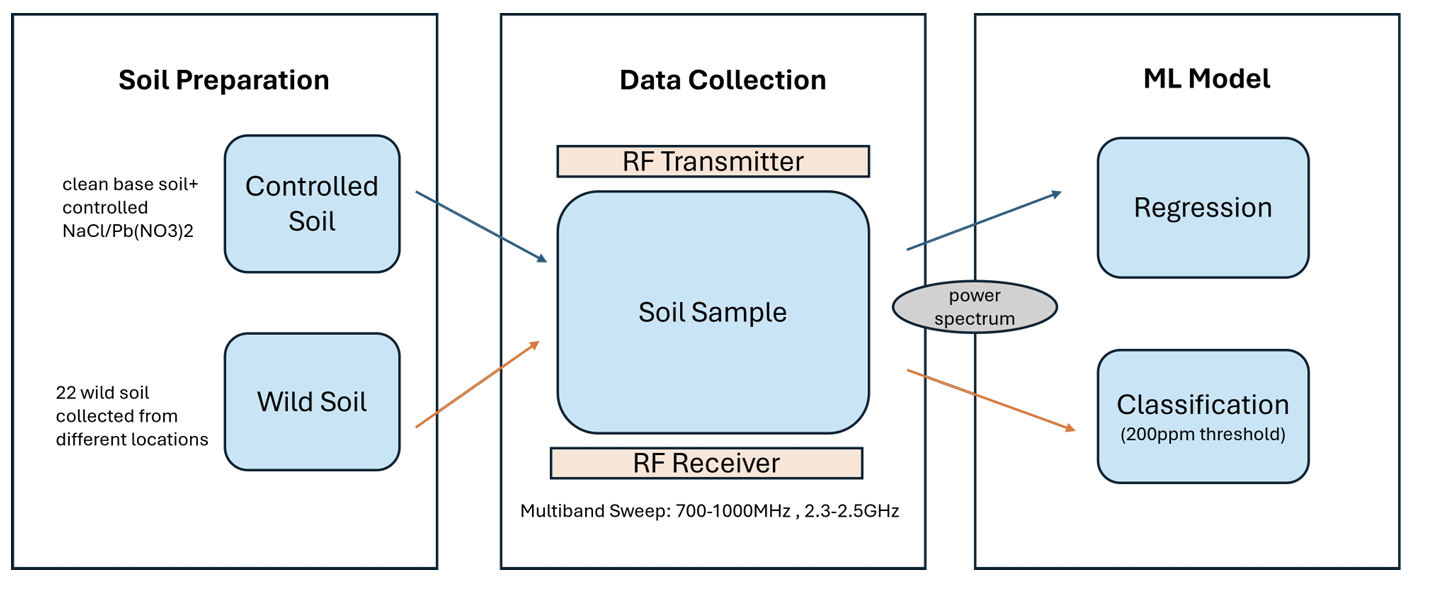 Soil Preparation
clean base soil+
controlled
NaCl/Pb(NO3)2
Controlled
Soil
22 wild soil
collected from
different locations
Wild Soil
Data Collection
RF Transmitter
Soil Sample
RF Receiver
Multiband Sweep: 700-1000MHz , 2.3-2.5GHz
power
spectrum
ML Model
Regression
Classification
(200ppm threshold)